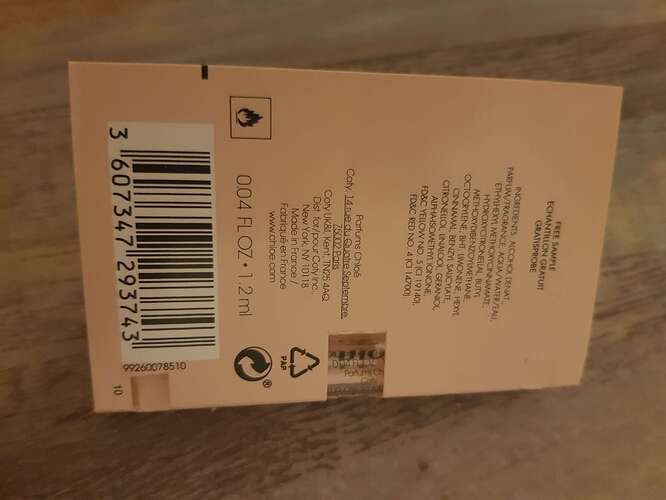 FREE SAMPLE
ÉCHANTILLON GRATUIT
GRATISPROBE
INGREDIENTS: ALCOHOL DENAT.
PARFUM/FRAGRANCE, AQUA/WATER/EAU,
ETHYLHEXYL METHOXYCINNAMATE,
HYDROXYCITRONELLAL, BUTYL
METHOXYDIBENZOYLMETHANE,
OCTOCRYLENE, BHT, LIMONENE, HEXYL
CINNAMAL, BENZYL SALICYLATE,
CITRONELLOL, LINALOOL, GERANIOL,
ALPHA-ISOMETHYL IONONE,
FD&C YELLOW NO. 5 (CI 19140),
FD&C RED NO. 4 (CI 14700)
Parfums Chloé
Coty, 14 rue du Quatre Septembre,
75002 Paris
Coty UK&I, Kent, TN25 4AQ
Dist. for/pour Coty Inc.,
New York, NY 10118
Made in France /
Fabriqué en France
www.chloe.com
0.04 FL OZ • 1.2 ml
PAP
Parfums Ch
3 607347 293743
99260078510
10